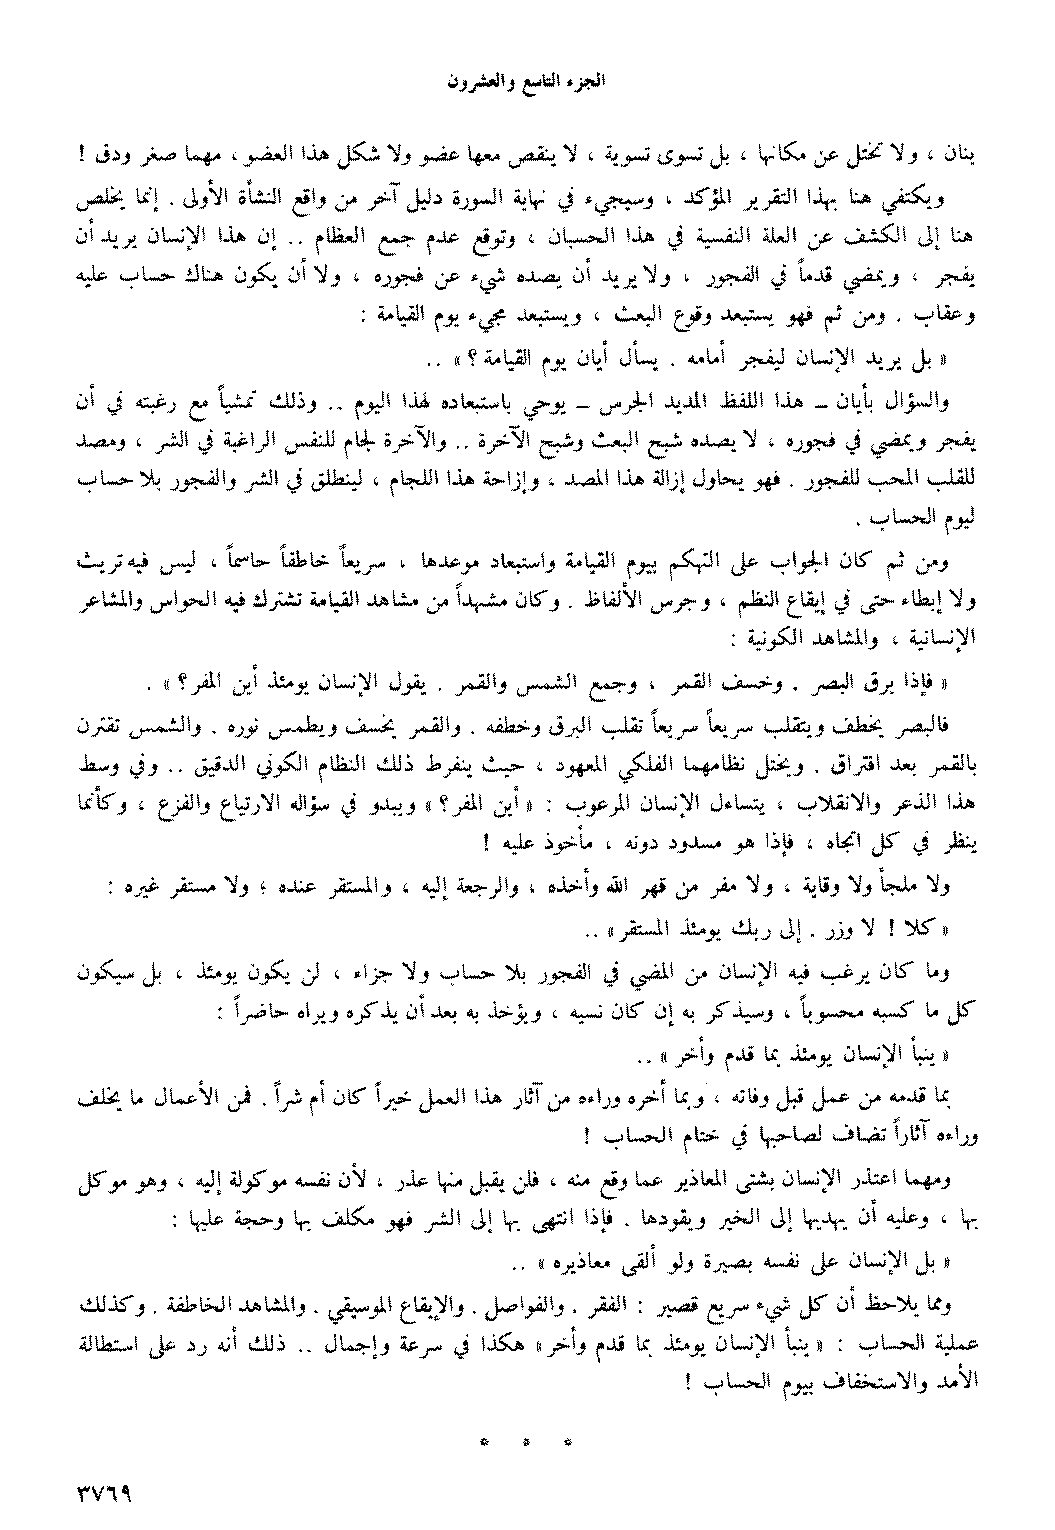 الجزء التاسع والعشرون
بنان ، ولا تختل عن مكانها ، بل تسوى تسوية ، لا ينقص معها عضو ولا شكل هذا العضو ، مهما صغر ودق !
ويكتفي هنا بهذا التقرير المؤكد ، وسيجيء في نهاية السورة دليل آخر من واقع النشأة الأولى . إنما يخلص
هنا إلى الكشف عن العلة النفسية في هذا الحسبان ، وتوقع عدم جمع العظام .. إن هذا الإنسان يريد أن
يفجر ، ويمضي قدماً في الفجور ، ولا يريد أن يصده شيء عن فجوره ، ولا أن يكون هناك حساب عليه
وعقاب . ومن ثم فهو يستبعد وقوع البعث ، ويستبعد مجيء يوم القيامة :
« بل يريد الإنسان ليفجر أمامه . يسأل أيان يوم القيامة ؟ » ..
والسؤال بأيان – هذا اللفظ المديد الجرس – يوحي باستبعاده لهذا اليوم .. وذلك تمشياً مع رغبته في أن
يفجر ويمضي في فجوره ، لا يصده شبح البعث وشبح الآخرة .. والآخرة لجام للنفس الراغبة في الشر ، ومصد
للقلب المحب للفجور . فهو يحاول إزالة هذا المصد ، وإزاحة هذا اللجام ، لينطلق في الشر والفجور بلا حساب
ليوم الحساب .
ومن ثم كان الجواب على التهكم بيوم القيامة واستبعاد موعدها ، سريعاً خاطفاً حاسماً ، ليس فيه تريث
ولا إبطاء حتى في إيقاع النظم ، وجرس الألفاظ . وكان مشهداً من مشاهد القيامة تشترك فيه الحواس والمشاعر
الإنسانية ، والمشاهد الكونية :
« فإذا برق البصر . وخسف القمر ، وجمع الشمس والقمر . يقول الإنسان يومئذ أين المفر ؟ » .
فالبصر يخطف ويتقلب سريعاً سريعاً تقلب البرق وخطفه . والقمر يخسف ويطمس نوره . والشمس تقترن
بالقمر بعد افتراق . ويختل نظامهما الفلكي المعهود ، حيث ينفرط ذلك النظام الكوني الدقيق .. وفي وسط
هذا الذعر والانقلاب ، يتساءل الإنسان المرعوب : « أين المفر ؟ » ويبدو في سؤاله الارتياع والفزع ، وكأنما
ينظر في كل اتجاه ، فإذا هو مسدود دونه ، مأخوذ عليه !
ولا ملجأ ولا وقاية ، ولا مفر من قهر الله وأخذه ، والرجعة إليه ، والمستقر عنده ؛ ولا مستقر غيره :
« كلا ! لا وزر . إلى ربك يومئذ المستقر » ..
وما كان يرغب فيه الإنسان من المضي في الفجور بلا حساب ولا جزاء ، لن يكون يومئذ ، بل سيكون
كل ما كسبه محسوباً ، وسيذكر به إن كان نسيه ، ويؤخذ به بعد أن يذكره ويراه حاضراً :
« ينبأ الإنسان يومئذ بما قدم وأخر » ..
بما قدمه من عمل قبل وفاته ، وبما أخره وراءه من آثار هذا العمل خيراً كان أم شراً . فمن الأعمال ما يخلف
وراءه آثاراً تضاف لصاحبها في ختام الحساب !
ومهما اعتذر الإنسان بشتى المعاذير عما وقع منه ، فلن يقبل منها عذر ، لأن نفسه موكولة إليه ، وهو موكل
بها ، وعليه أن يهديها إلى الخير ويقودها . فإذا انتهى بها إلى الشر فهو مكلف بها وحجة عليها :
« بل الإنسان على نفسه بصيرة ولو ألقى معاذيره » ..
ومما يلاحظ أن كل شيء سريع قصير : الفقر . والفواصل . والإيقاع الموسيقي . والمشاهد الخاطفة . وكذلك
عملية الحساب : « ينبأ الإنسان يومئذ بما قدم وأخر » هكذا في سرعة وإجمال .. ذلك أنه رد على استطالة
الأمد والاستخفاف بيوم الحساب !
* * *
٣٧٦٩